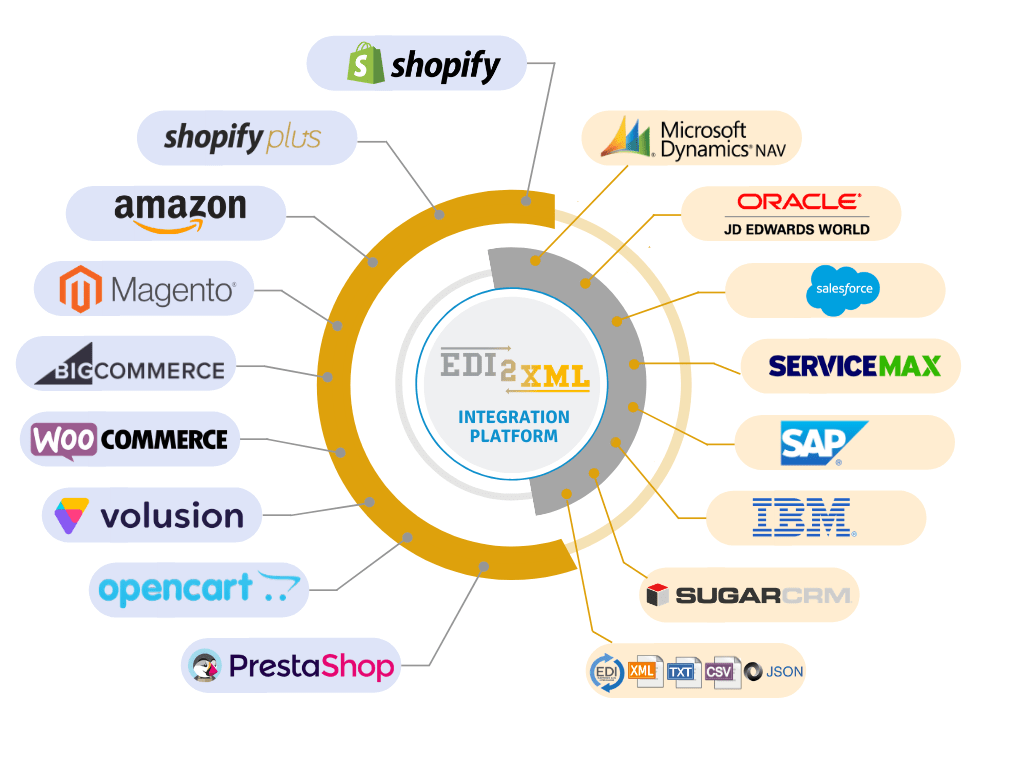 shopify
shopify plus
amazon
Magento®
BIGCOMMERCE
WOO COMMERCE
volusion
opencart
PrestaShop
EDI2XML
INTEGRATION
PLATFORM
Microsoft
Dynamics® NAV
ORACLE®
JD EDWARDS WORLD
salesforce
SERVICEMAX
SAP®
IBM®
SUGARCRM
EDI XML TXT CSV JSON